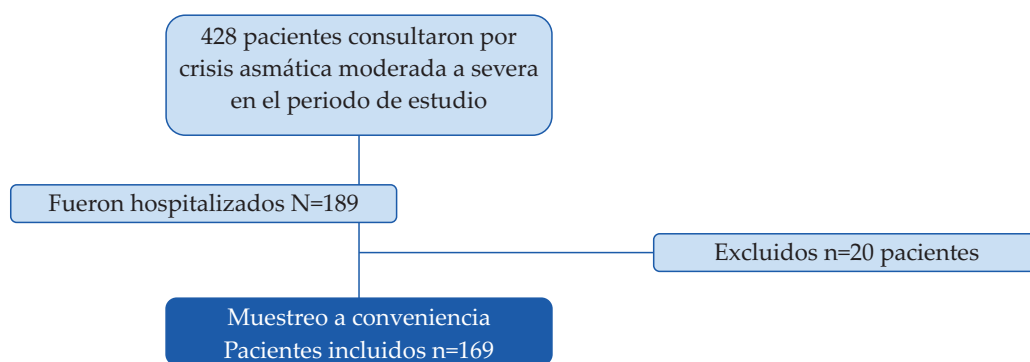 428 pacientes consultaron por
crisis asmática moderada a severa
en el periodo de estudio
Fueron hospitalizados N=189
Excluidos n=20 pacientes
Muestreo a conveniencia
Pacientes incluidos n=169